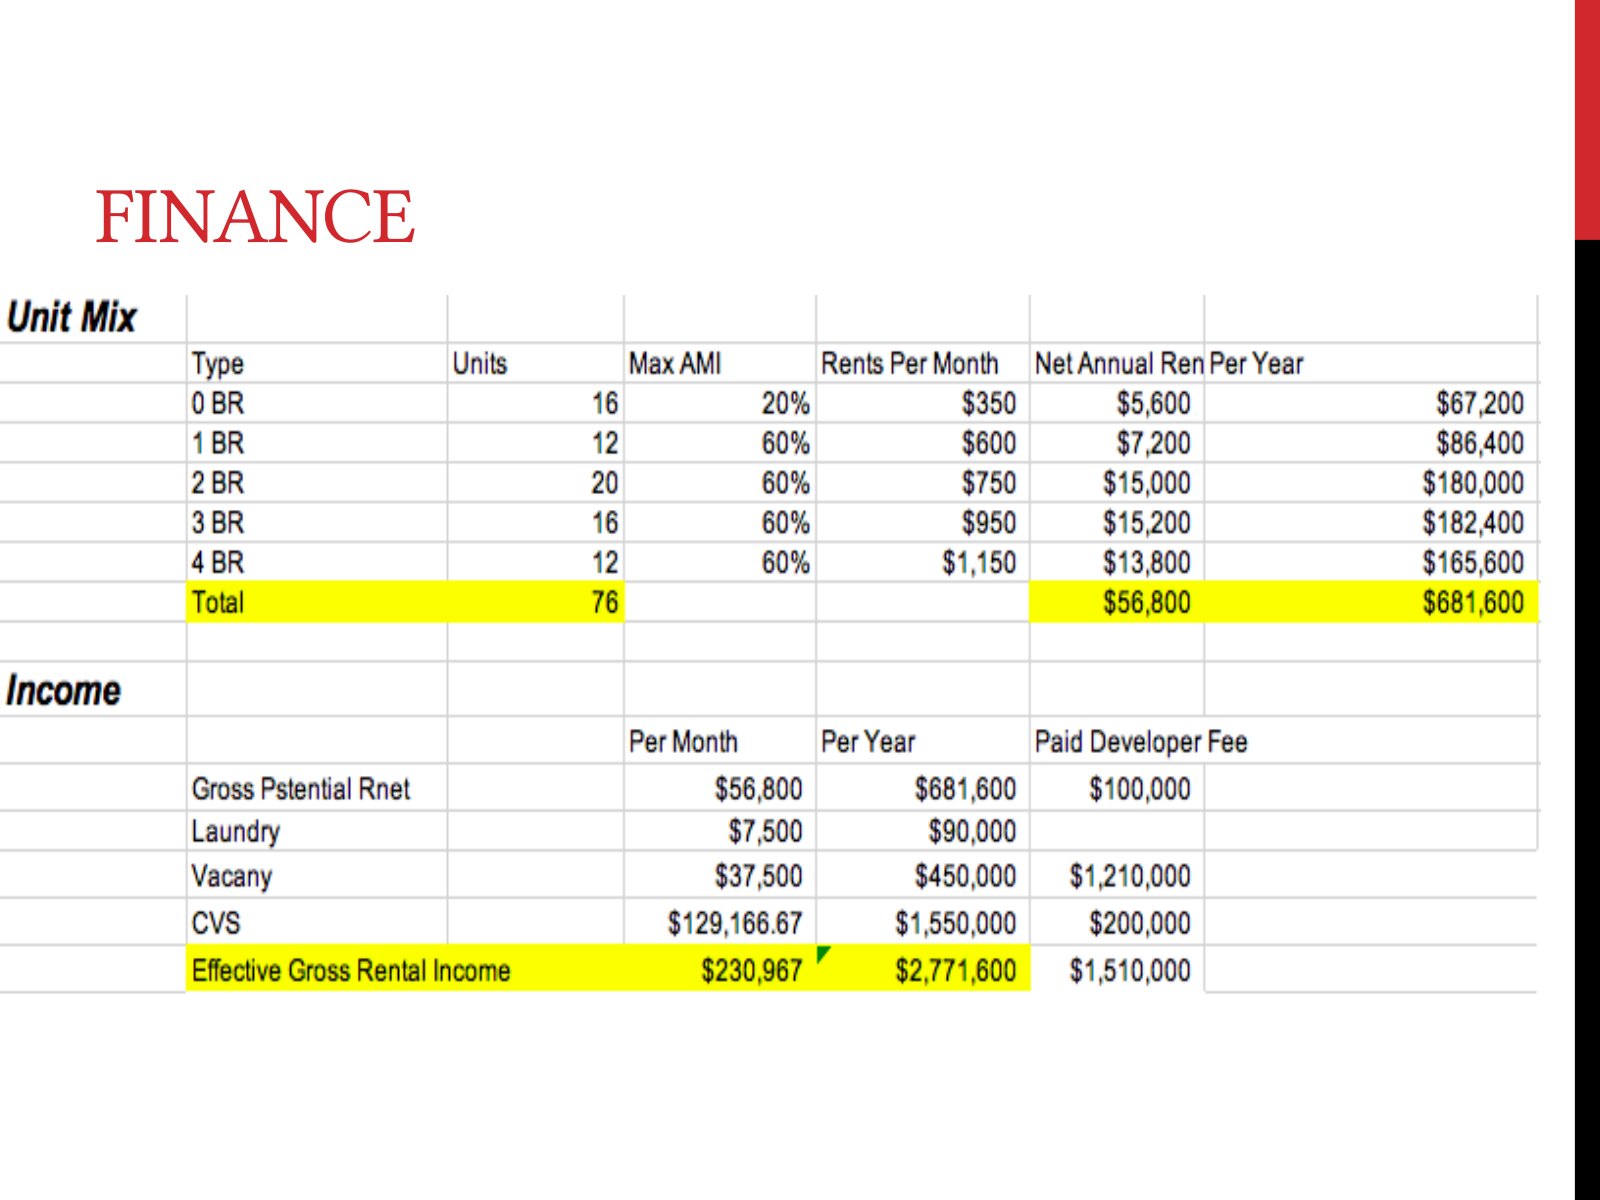 FINANCE
Unit Mix
Type Units Max AMI Rents Per Month Net Annual Ren Per Year
0 BR 16 20% $350 $5,600 $67,200
1 BR 12 60% $600 $7,200 $86,400
2 BR 20 60% $750 $15,000 $180,000
3 BR 16 60% $950 $15,200 $182,400
4 BR 12 60% $1,150 $13,800 $165,600
Total 76 $56,800 $681,600
Income
Per Month Per Year Paid Developer Fee
Gross Pstential Rnet $56,800 $681,600 $100,000
Laundry $7,500 $90,000
Vacany $37,500 $450,000 $1,210,000
CVS $129,166.67 $1,550,000 $200,000
Effective Gross Rental Income $230,967 $2,771,600 $1,510,000